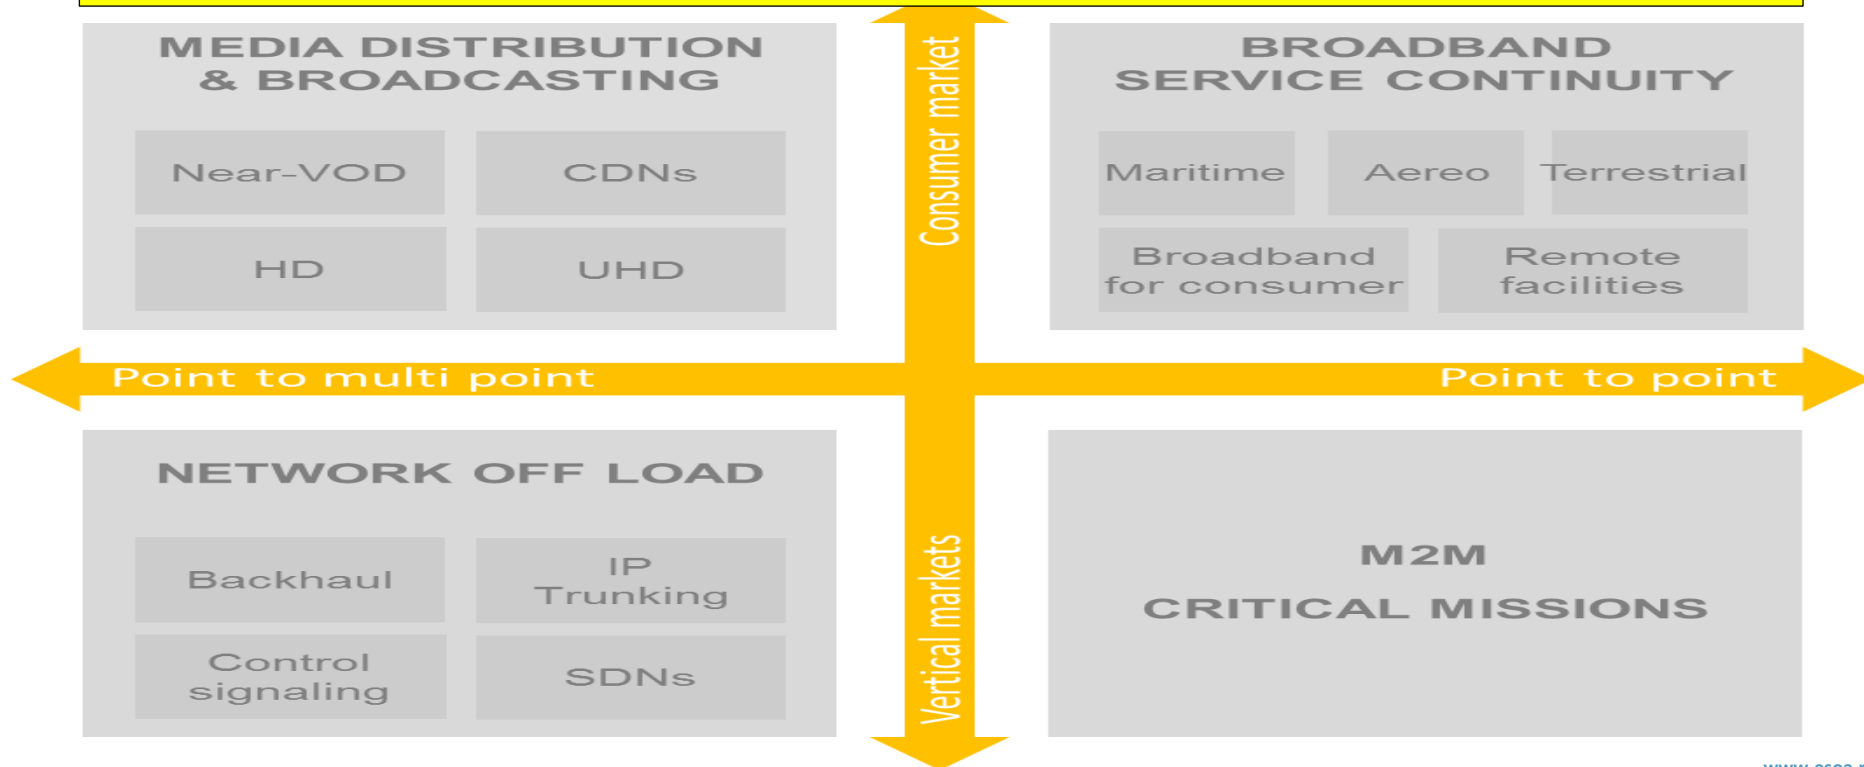 MEDIA DISTRIBUTION
& BROADCASTING
Near-VOD
CDNs
HD
UHD
Consumer market
BROADBAND
SERVICE CONTINUITY
Maritime
Aereo
Terrestrial
Broadband
for consumer
Remote
facilities
Point to multi point
Point to point
NETWORK OFF LOAD
Backhaul
IP
Trunking
Control
signaling
SDNs
Vertical markets
M2M
CRITICAL MISSIONS